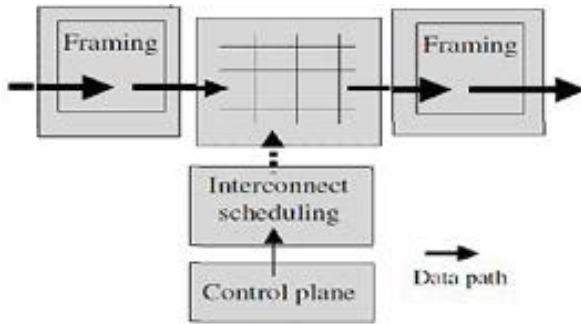 Framing
Framing
Interconnect
scheduling
Control plane
Data path